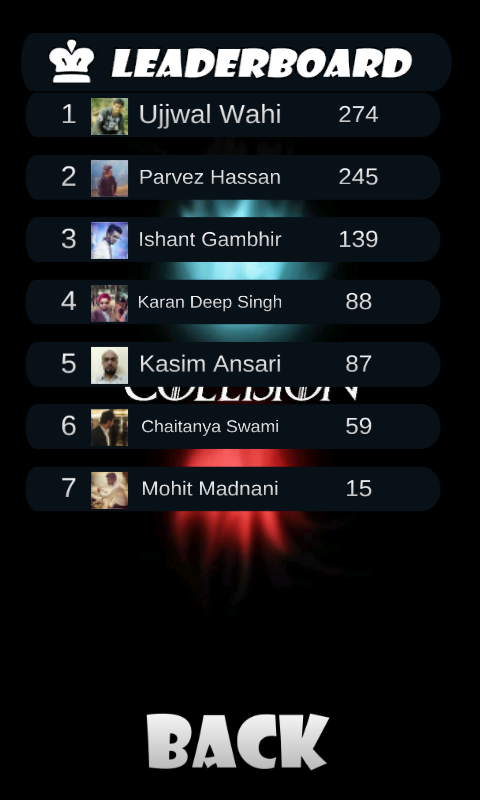 LEADERBOARD
1 Ujjwal Wahi 274
2 Parvez Hassan 245
3 Ishant Gambhir 139
4 Karan Deep Singh 88
5 Kasim Ansari 87
COLLISION
6 Chaitanya Swami 59
7 Mohit Madnani 15
BACK